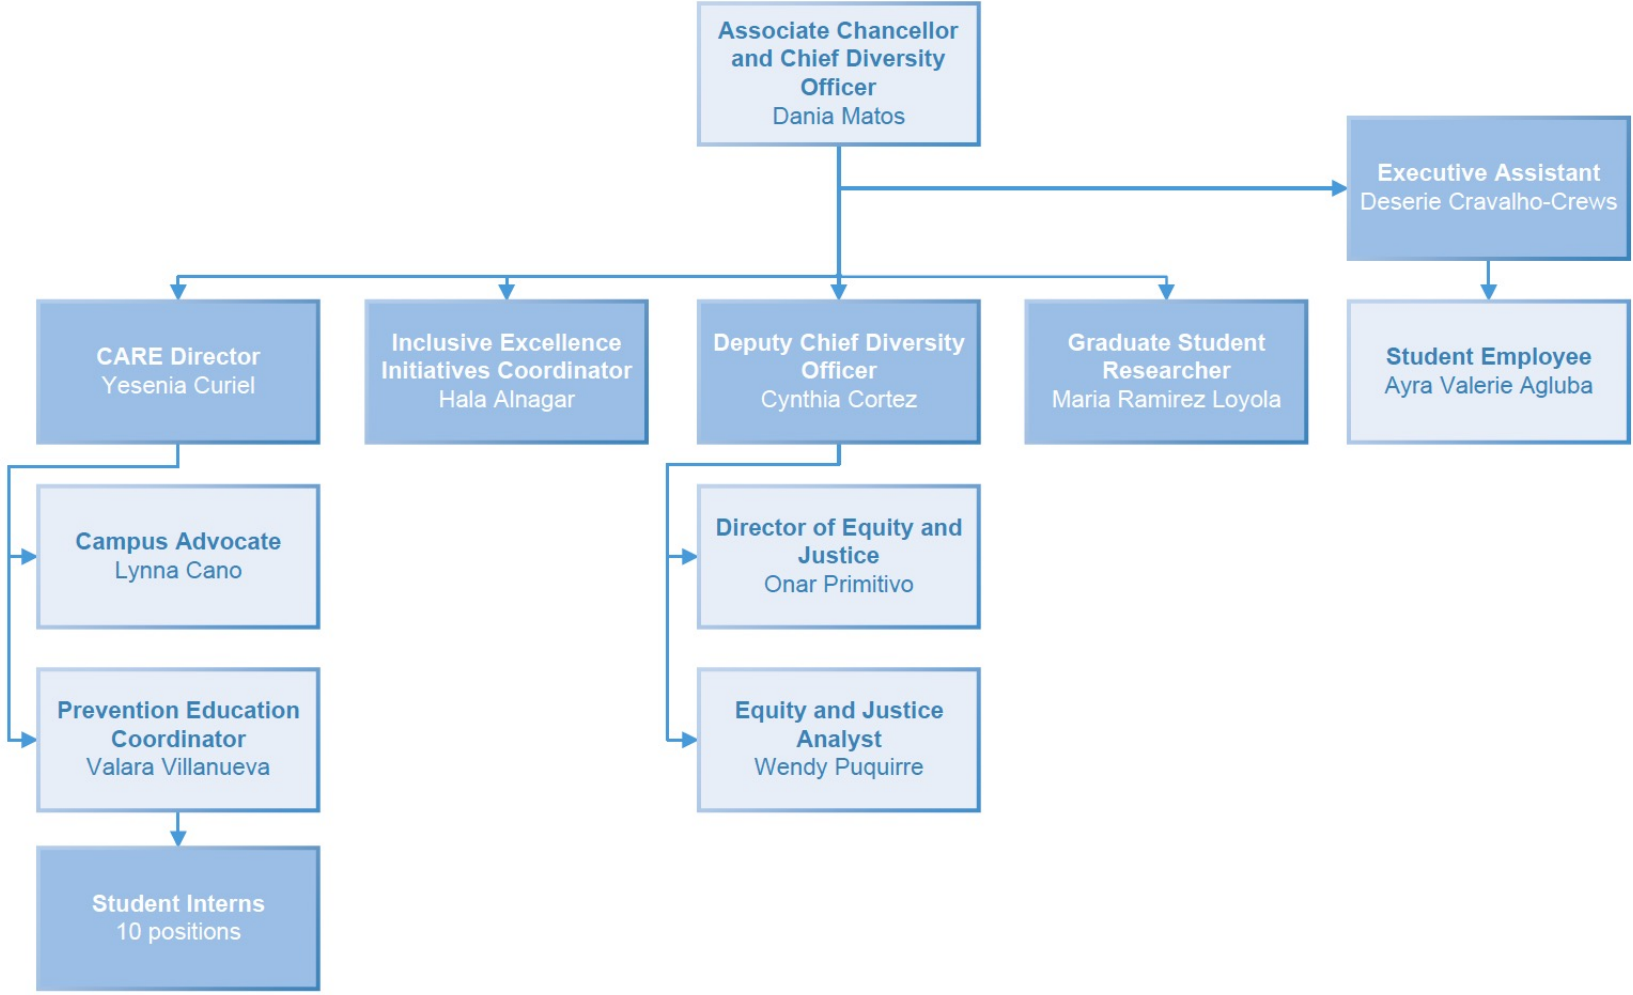 Associate Chancellor
and Chief Diversity
Officer
Dania Matos
Executive Assistant
Deserie Cravalho-Crews
CARE Director
Yesenia Curiel
Inclusive Excellence
Initiatives Coordinator
Hala Alnagar
Deputy Chief Diversity
Officer
Cynthia Cortez
Graduate Student
Researcher
Maria Ramirez Loyola
Student Employee
Ayra Valerie Agluba
Campus Advocate
Lynna Cano
Director of Equity and
Justice
Onar Primitivo
Prevention Education
Coordinator
Valara Villanueva
Equity and Justice
Analyst
Wendy Puquirre
Student Interns
10 positions